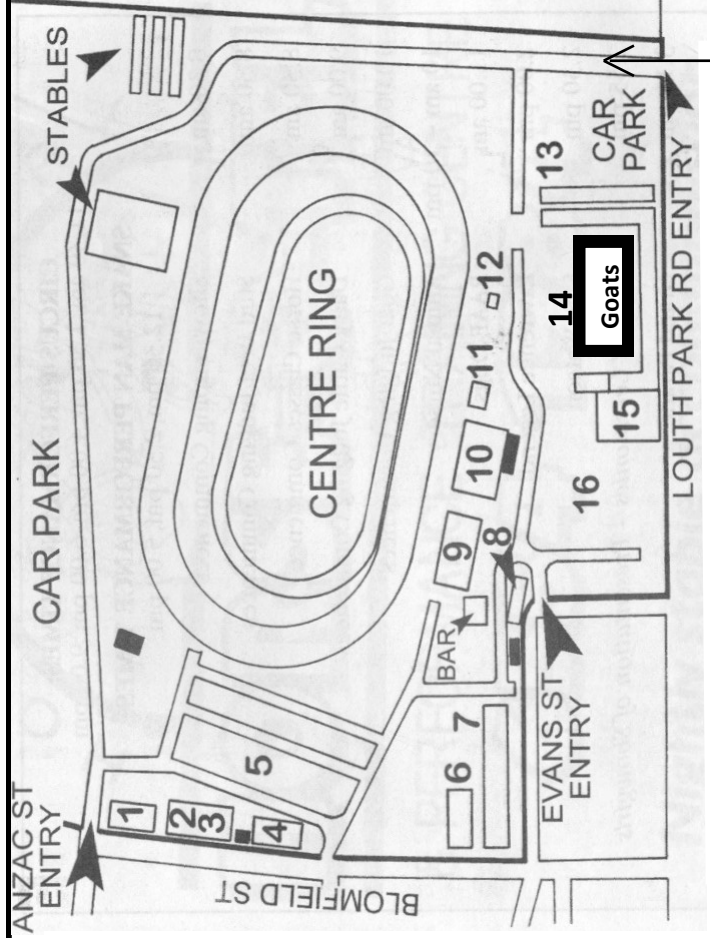 STABLES
CAR PARK
ANZAC ST
ENTRY
CENTRE RING
1
2
3
4
5
BLOMFIELD ST
6
7
BAR
8
9
10
11
12
13
CAR
PARK
14
Goats
15
16
EVANS ST
ENTRY
LOUTH PARK RD ENTRY